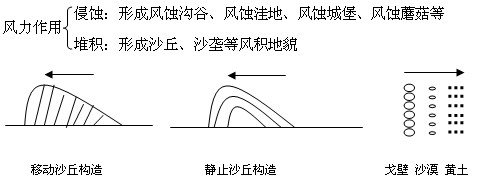 风力作用
侵蚀：形成风蚀沟谷、风蚀洼地、风蚀城堡、风蚀蘑菇等
堆积：形成沙丘、沙垄等风积地貌
移动沙丘构造
静止沙丘构造
戈壁 沙漠 黄土